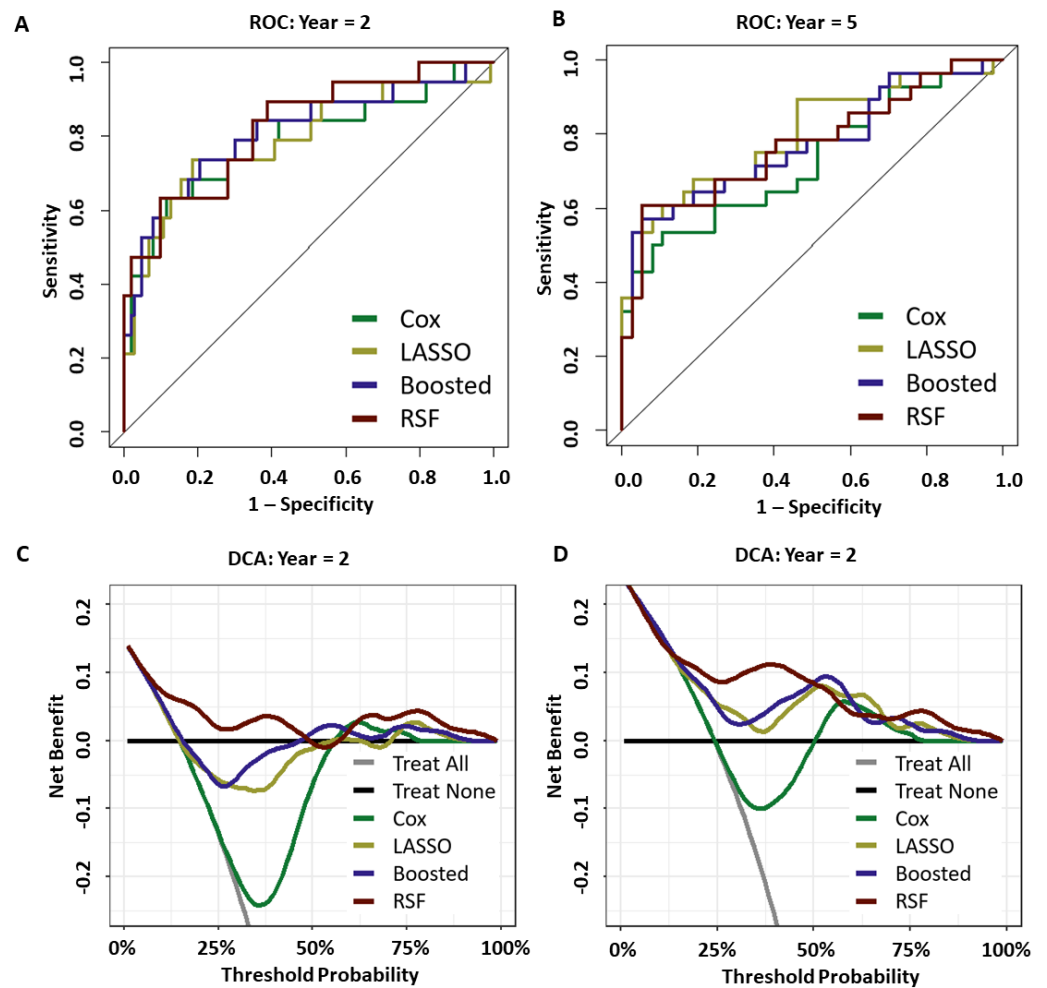 A
ROC: Year = 2
Sensitivity
0.0
0.2
0.4
0.6
0.8
1.0
Cox
LASSO
Boosted
RSF
0.0 0.2 0.4 0.6 0.8 1.0
1 – Specificity
B
ROC: Year = 5
Sensitivity
0.0
0.2
0.4
0.6
0.8
1.0
Cox
LASSO
Boosted
RSF
0.0 0.2 0.4 0.6 0.8 1.0
1 – Specificity
C
DCA: Year = 2
Net Benefit
-0.2
-0.1
0.0
0.1
0.2
Treat All
Treat None
Cox
LASSO
Boosted
RSF
0% 25% 50% 75% 100%
Threshold Probability
D
DCA: Year = 2
Net Benefit
-0.2
-0.1
0.0
0.1
0.2
Treat All
Treat None
Cox
LASSO
Boosted
RSF
0% 25% 50% 75% 100%
Threshold Probability